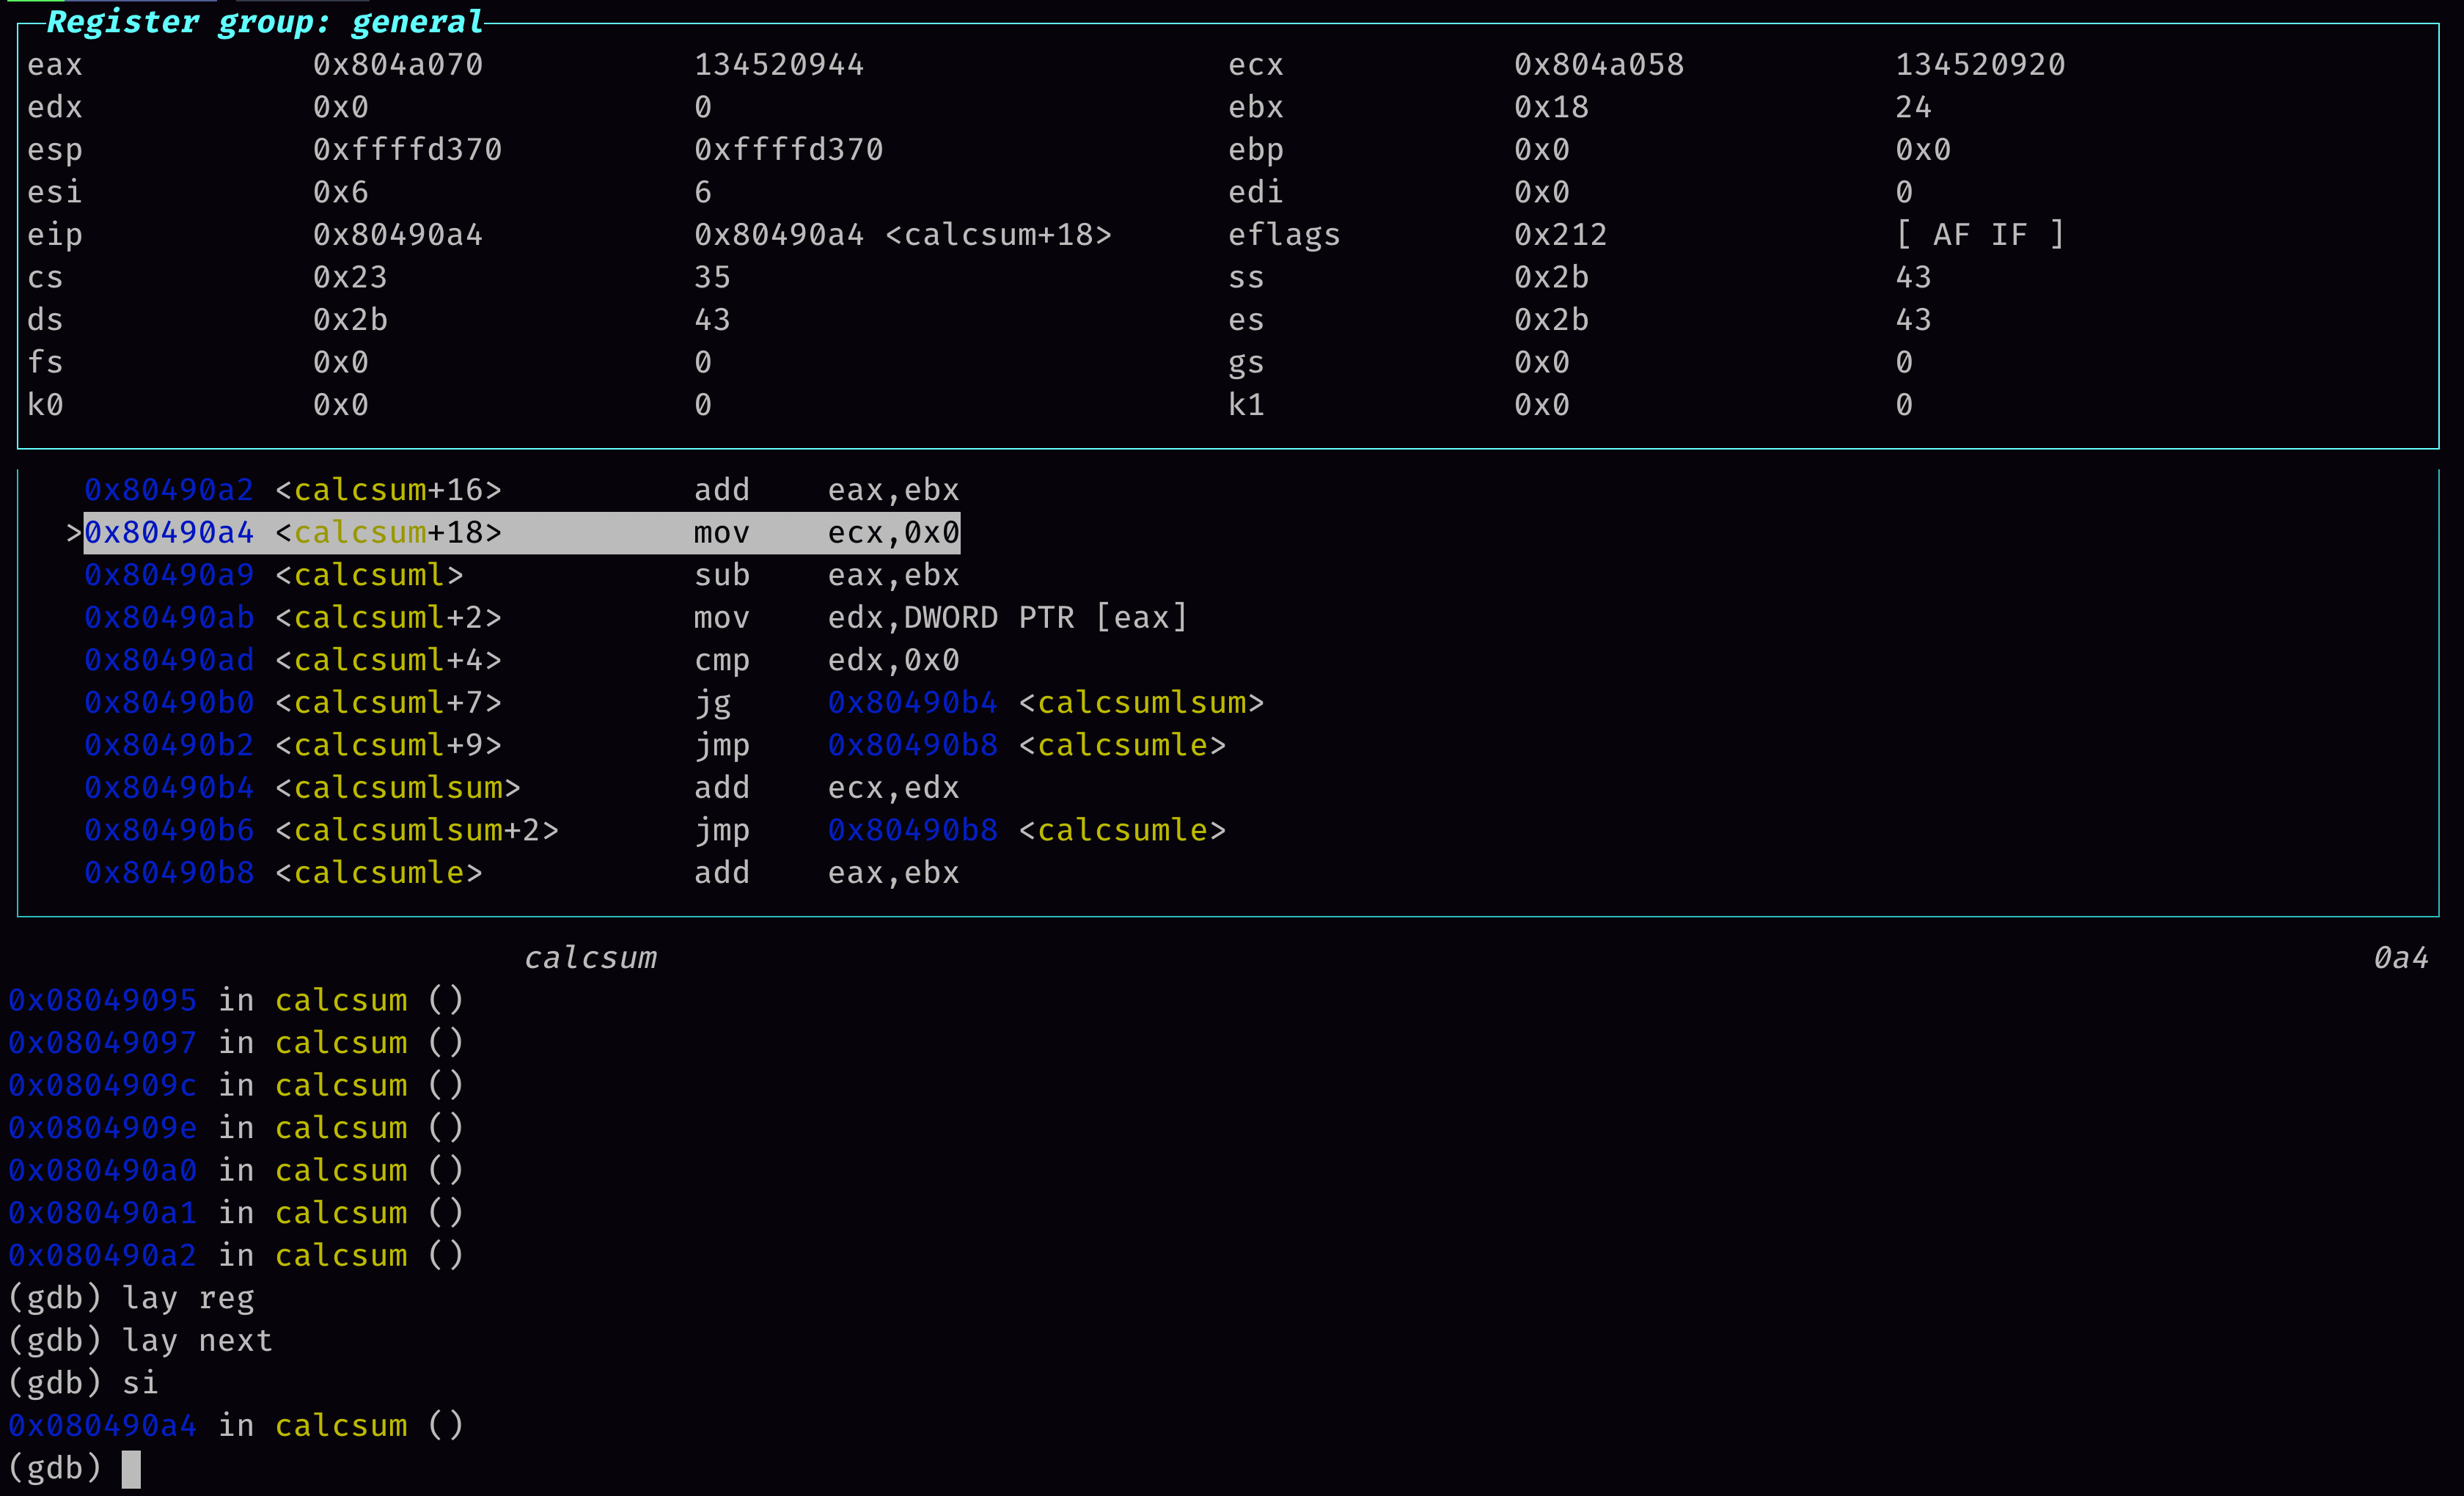 Register group: general
eax 0x804a070 134520944 ecx 0x804a058 134520920
edx 0x0 0 ebx 0x18 24
esp 0xffffd370 0xffffd370 ebp 0x0 0x0
esi 0x6 6 edi 0x0 0
eip 0x80490a4 0x80490a4 <calcsum+18> eflags 0x212 [ AF IF ]
cs 0x23 35 ss 0x2b 43
ds 0x2b 43 es 0x2b 43
fs 0x0 0 gs 0x0 0
k0 0x0 0 k1 0x0 0
0x80490a2 <calcsum+16> add eax,ebx
>0x80490a4 <calcsum+18> mov ecx,0x0
0x80490a9 <calcsuml> sub eax,ebx
0x80490ab <calcsuml+2> mov edx,DWORD PTR [eax]
0x80490ad <calcsuml+4> cmp edx,0x0
0x80490b0 <calcsuml+7> jg 0x80490b4 <calcsumlsum>
0x80490b2 <calcsuml+9> jmp 0x80490b8 <calcsumle>
0x80490b4 <calcsumlsum> add ecx,edx
0x80490b6 <calcsumlsum+2> jmp 0x80490b8 <calcsumle>
0x80490b8 <calcsumle> add eax,ebx
calcsum 0a4
0x08049095 in calcsum ()
0x08049097 in calcsum ()
0x0804909c in calcsum ()
0x0804909e in calcsum ()
0x080490a0 in calcsum ()
0x080490a1 in calcsum ()
0x080490a2 in calcsum ()
(gdb) lay reg
(gdb) lay next
(gdb) si
0x080490a4 in calcsum ()
(gdb)